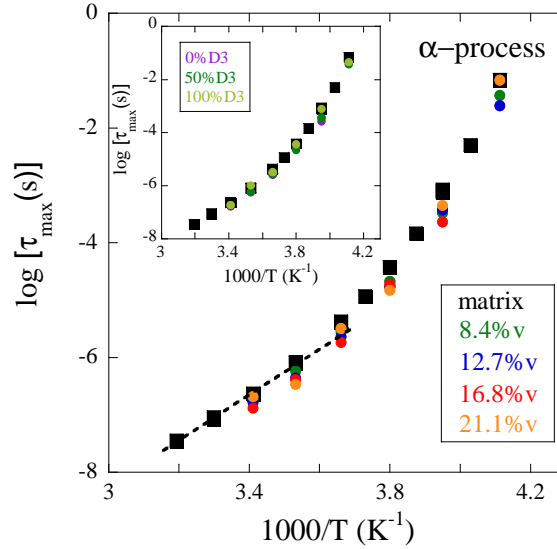 α−process
log [τmax(s)]
0
-2
-4
-6
-8
3
3.4
3.8
4.2
1000/T (K-1)
matrix
8.4%v
12.7%v
16.8%v
21.1%v
0%D3
50%D3
100%D3
log [τmax(s)]
0
-2
-4
-6
-8
3
3.4
3.8
4.2
1000/T (K-1)